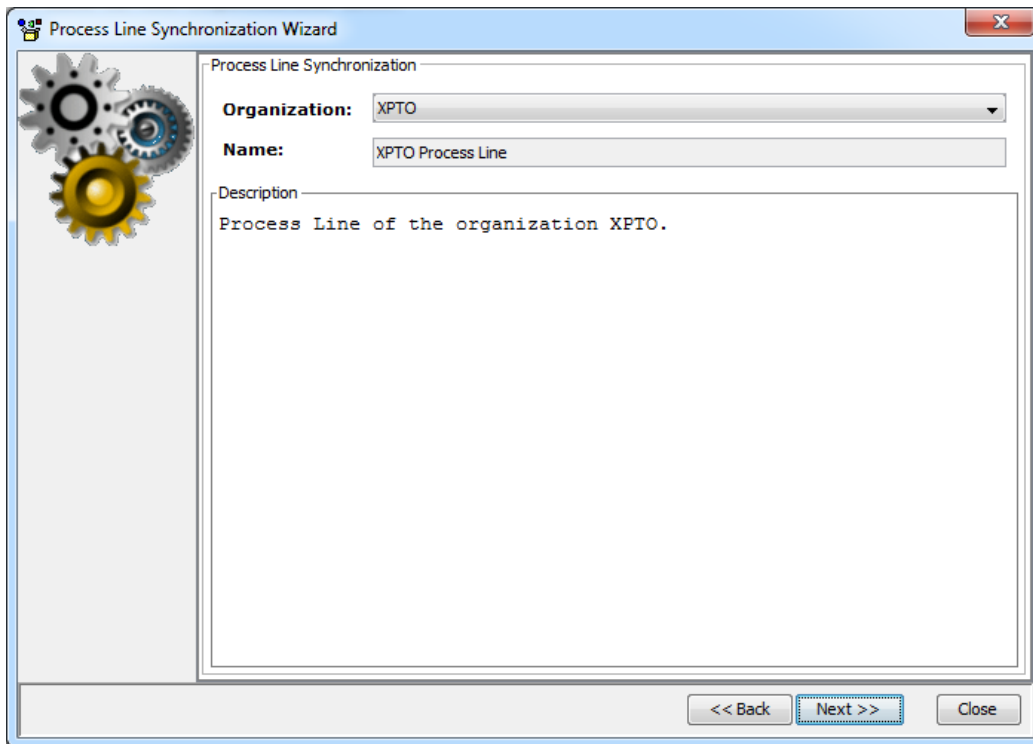 Process Line Synchronization Wizard
Process Line Synchronization
Organization: XPTO
Name: XPTO Process Line
Description
Process Line of the organization XPTO.
<< Back Next >> Close